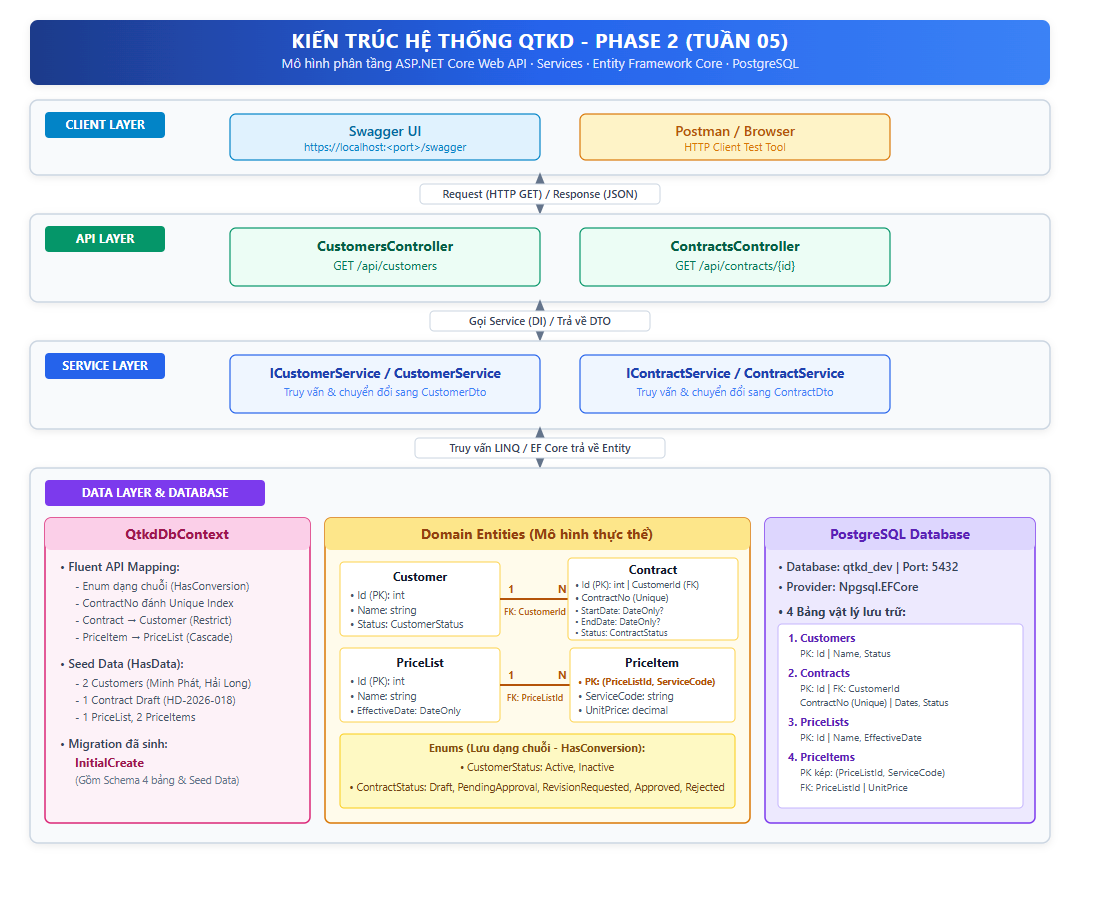 KIẾN TRÚC HỆ THỐNG QTKD - PHASE 2 (TUẦN 05)
Mô hình phân tầng ASP.NET Core Web API · Services · Entity Framework Core · PostgreSQL
CLIENT LAYER
Swagger UI
https://localhost:<port>/swagger
Postman / Browser
HTTP Client Test Tool
Request (HTTP GET) / Response (JSON)
API LAYER
CustomersController
GET /api/customers
ContractsController
GET /api/contracts/{id}
Gọi Service (DI) / Trả về DTO
SERVICE LAYER
ICustomerService / CustomerService
Truy vấn & chuyển đổi sang CustomerDto
IContractService / ContractService
Truy vấn & chuyển đổi sang ContractDto
Truy vấn LINQ / EF Core trả về Entity
DATA LAYER & DATABASE
QtkdDbContext
• Fluent API Mapping:
- Enum dạng chuỗi (HasConversion)
- ContractNo đánh Unique Index
- Contract → Customer (Restrict)
- PriceItem → PriceList (Cascade)
• Seed Data (HasData):
- 2 Customers (Minh Phát, Hải Long)
- 1 Contract Draft (HD-2026-018)
- 1 PriceList, 2 PriceItems
• Migration đã sinh:
InitialCreate
(Gồm Schema 4 bảng & Seed Data)
Domain Entities (Mô hình thực thể)
Customer
• Id (PK): int
• Name: string
• Status: CustomerStatus
1 N
FK: CustomerId
Contract
• Id (PK): int | CustomerId (FK)
• ContractNo (Unique)
• StartDate: DateOnly?
• EndDate: DateOnly?
• Status: ContractStatus
PriceList
• Id (PK): int
• Name: string
• EffectiveDate: DateOnly
1 N
FK: PriceListId
PriceItem
• PK: (PriceListId, ServiceCode)
• ServiceCode: string
• UnitPrice: decimal
Enums (Lưu dạng chuỗi - HasConversion):
• CustomerStatus: Active, Inactive
• ContractStatus: Draft, PendingApproval, RevisionRequested, Approved, Rejected
PostgreSQL Database
• Database: qtkd_dev | Port: 5432
• Provider: Npgsql.EFCore
• 4 Bảng vật lý lưu trữ:
1. Customers
PK: Id | Name, Status
2. Contracts
PK: Id | FK: CustomerId
ContractNo (Unique) | Dates, Status
3. PriceLists
PK: Id | Name, EffectiveDate
4. PriceItems
PK kép: (PriceListId, ServiceCode)
FK: PriceListId | UnitPrice